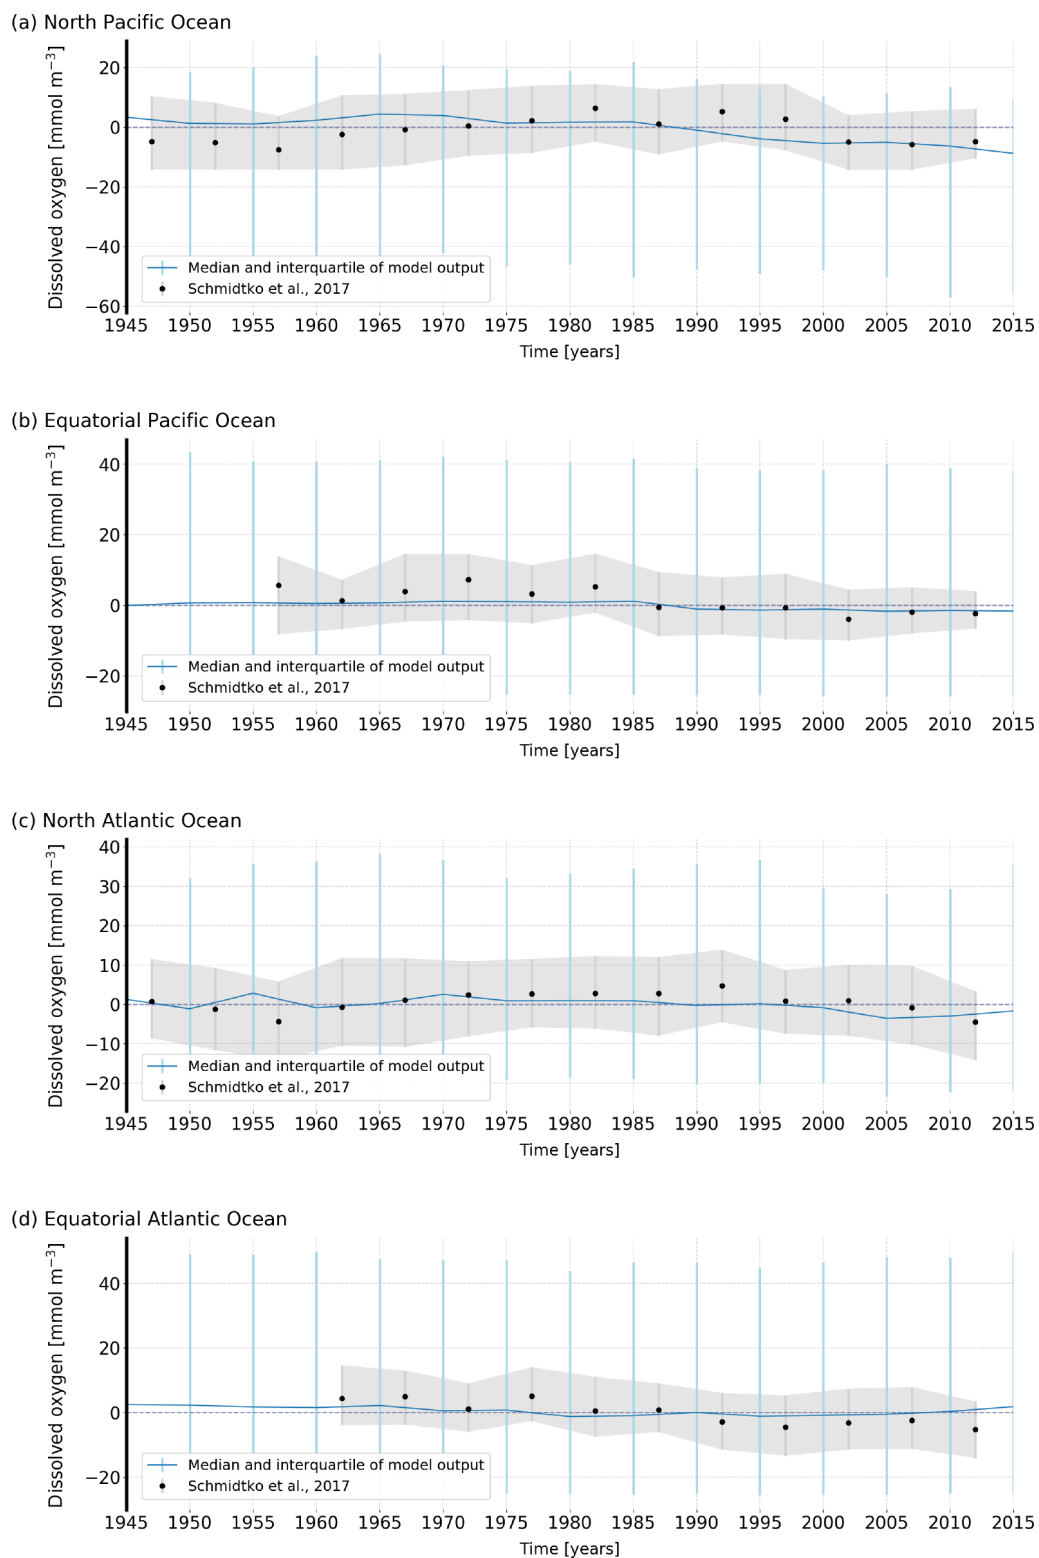 (a) North Pacific Ocean
Dissolved oxygen [mmol m⁻³]
20
0
−20
−40
−60
Median and interquartile of model output
Schmidtko et al., 2017
1945 1950 1955 1960 1965 1970 1975 1980 1985 1990 1995 2000 2005 2010 2015
Time [years]
(b) Equatorial Pacific Ocean
Dissolved oxygen [mmol m⁻³]
40
20
0
−20
Median and interquartile of model output
Schmidtko et al., 2017
1945 1950 1955 1960 1965 1970 1975 1980 1985 1990 1995 2000 2005 2010 2015
Time [years]
(c) North Atlantic Ocean
Dissolved oxygen [mmol m⁻³]
40
30
20
10
0
−10
−20
Median and interquartile of model output
Schmidtko et al., 2017
1945 1950 1955 1960 1965 1970 1975 1980 1985 1990 1995 2000 2005 2010 2015
Time [years]
(d) Equatorial Atlantic Ocean
Dissolved oxygen [mmol m⁻³]
40
20
0
−20
Median and interquartile of model output
Schmidtko et al., 2017
1945 1950 1955 1960 1965 1970 1975 1980 1985 1990 1995 2000 2005 2010 2015
Time [years]